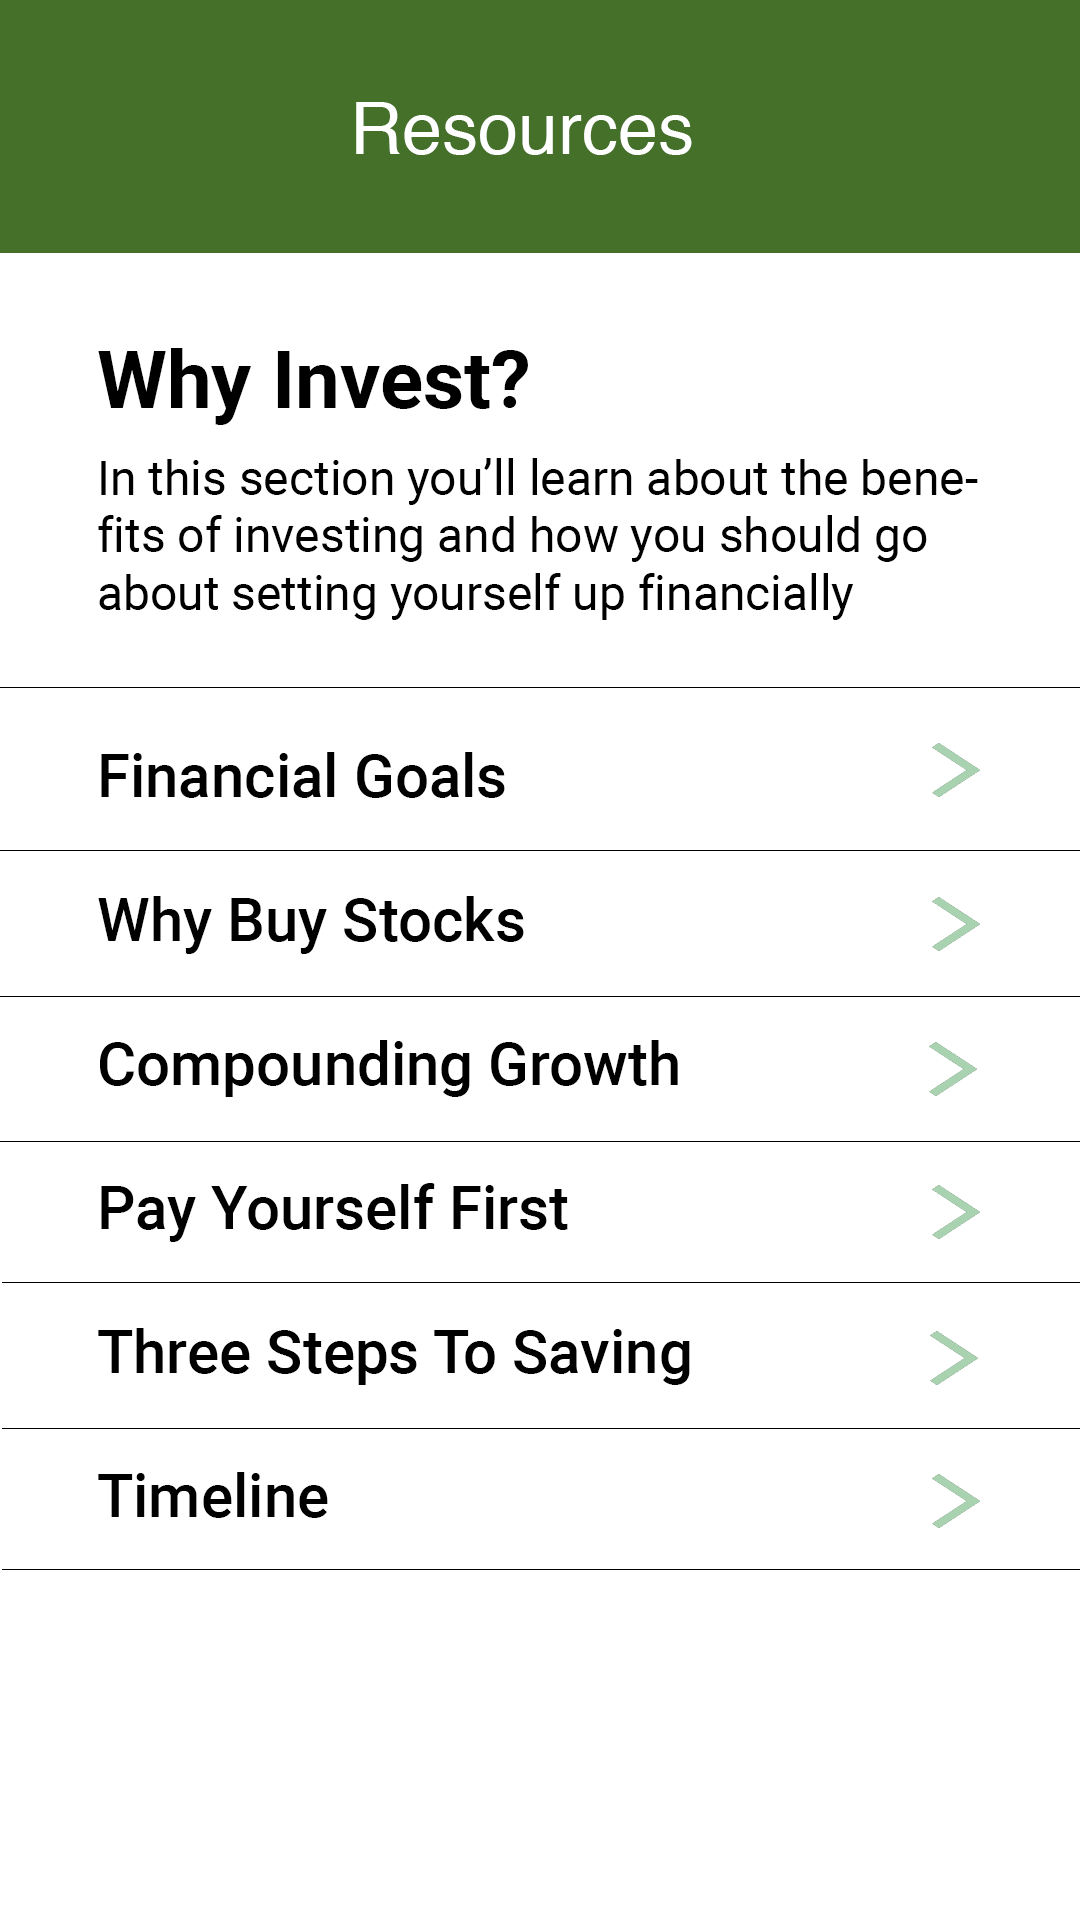 Resources
Why Invest?
In this section you’ll learn about the bene-
fits of investing and how you should go
about setting yourself up financially
Financial Goals
Why Buy Stocks
Compounding Growth
Pay Yourself First
Three Steps To Saving
Timeline